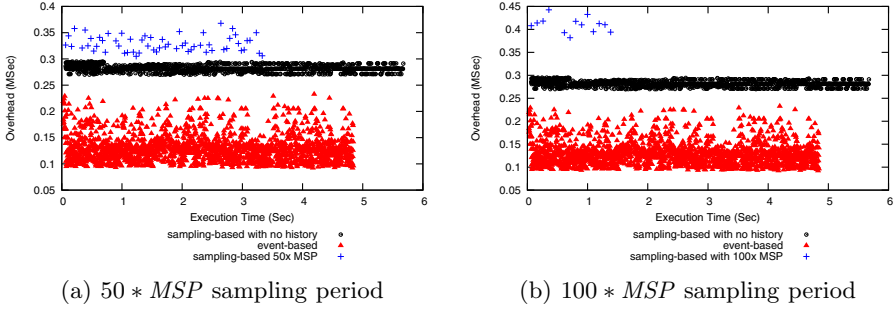 0.4
0.35
0.3
0.25
0.2
0.15
0.1
0.05
Overhead (MSec)
0 1 2 3 4 5 6
Execution Time (Sec)
sampling-based with no history
event-based
sampling-based 50x MSP
(a) 50 ∗ MSP sampling period
0.45
0.4
0.35
0.3
0.25
0.2
0.15
0.1
0.05
Overhead (MSec)
0 1 2 3 4 5 6
Execution Time (Sec)
sampling-based with no history
event-based
sampling-based with 100x MSP
(b) 100 ∗ MSP sampling period